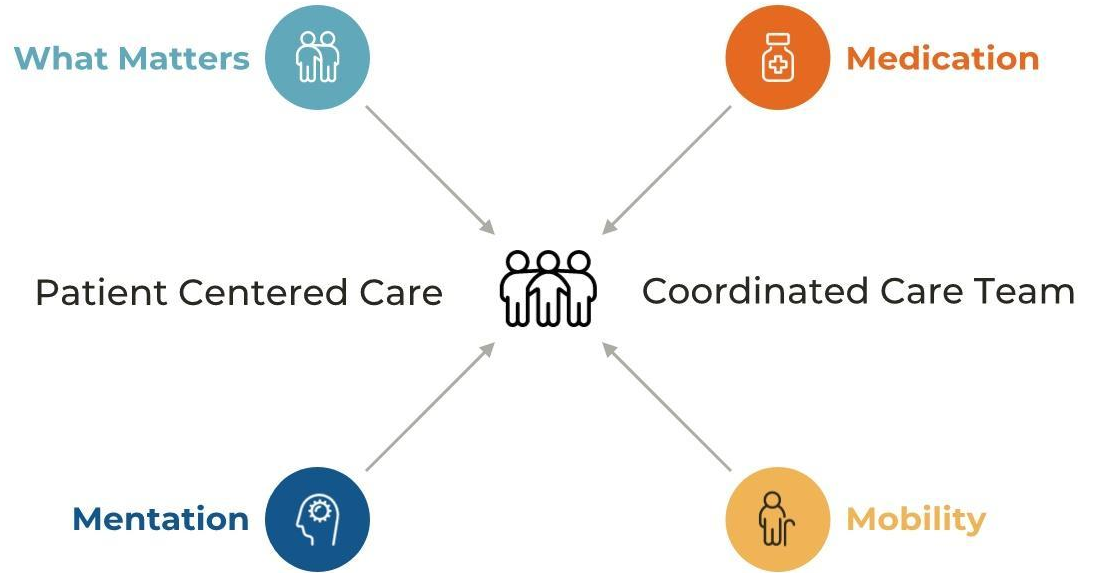 What Matters
Medication
Patient Centered Care
Coordinated Care Team
Mentation
Mobility